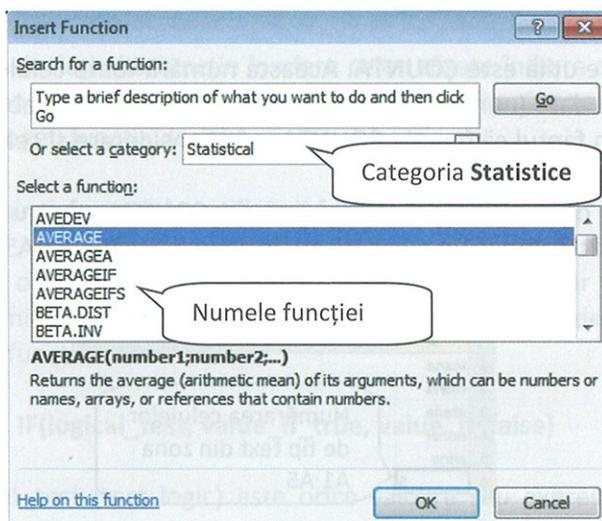 Insert Function
Search for a function:
Type a brief description of what you want to do and then click
Go
Go
Or select a category: Statistical
Categoria Statistice
Select a function:
AVEDEV
AVERAGE
AVERAGEA
AVERAGEIF
AVERAGEIFS
BETA.DIST
BETA.INV
Numele funcției
AVERAGE(number1;number2;...)
Returns the average (arithmetic mean) of its arguments, which can be numbers or
names, arrays, or references that contain numbers.
Help on this function
OK
Cancel